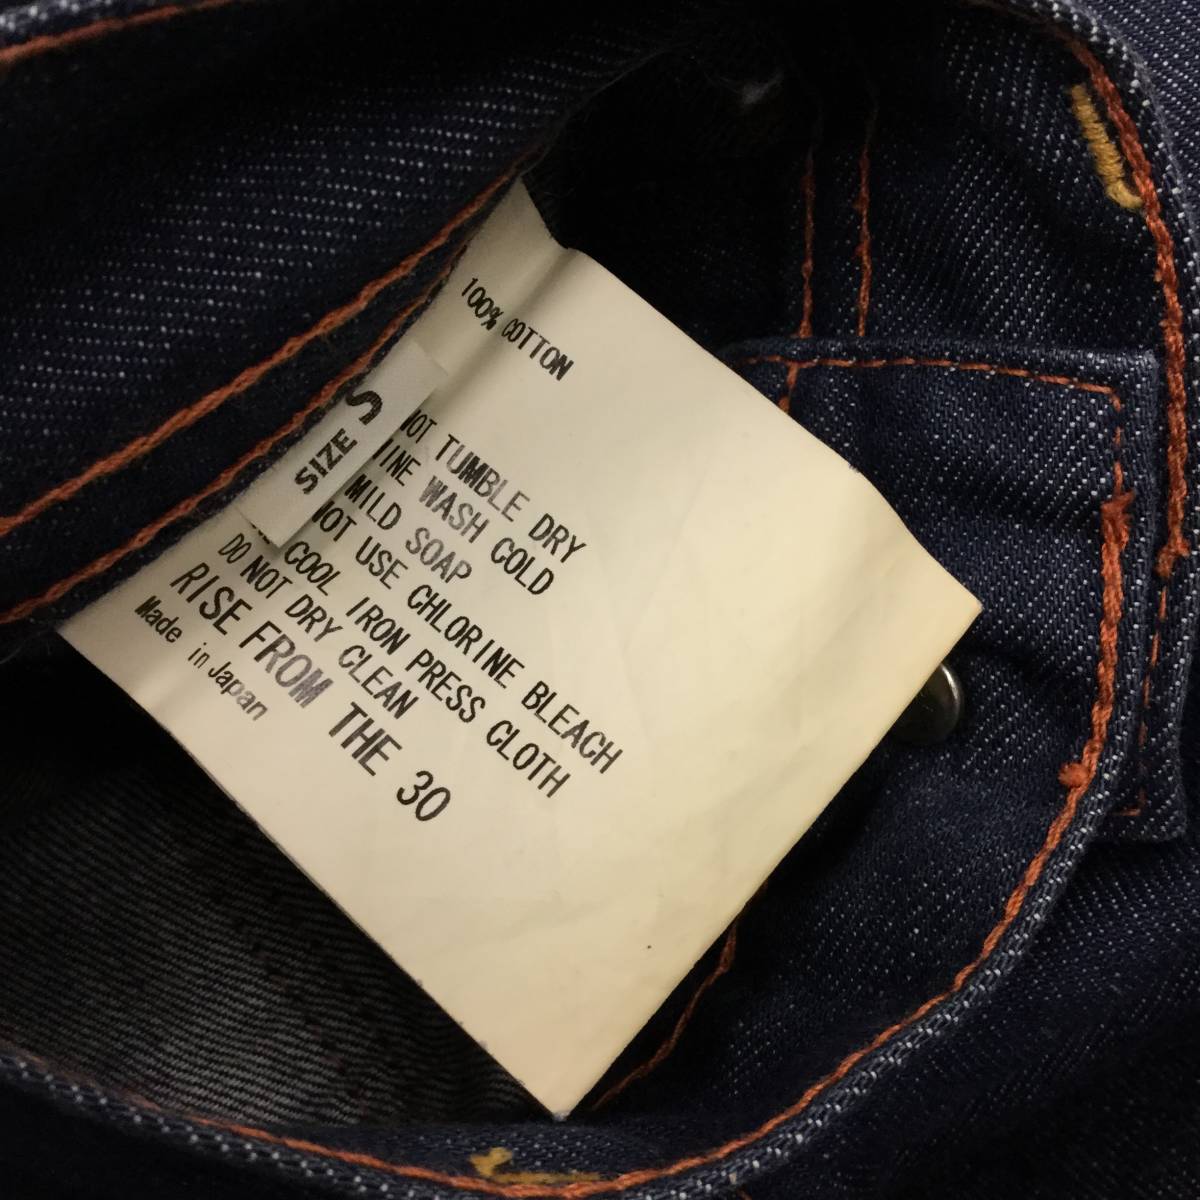 100% COTTON
SIZE S
NOT TUMBLE DRY
WASH COLD
MILD SOAP
NOT USE CHLORINE BLEACH
COOL IRON PRESS CLOTH
DO NOT DRY CLEAN
RISE FROM THE 30
Made in Japan